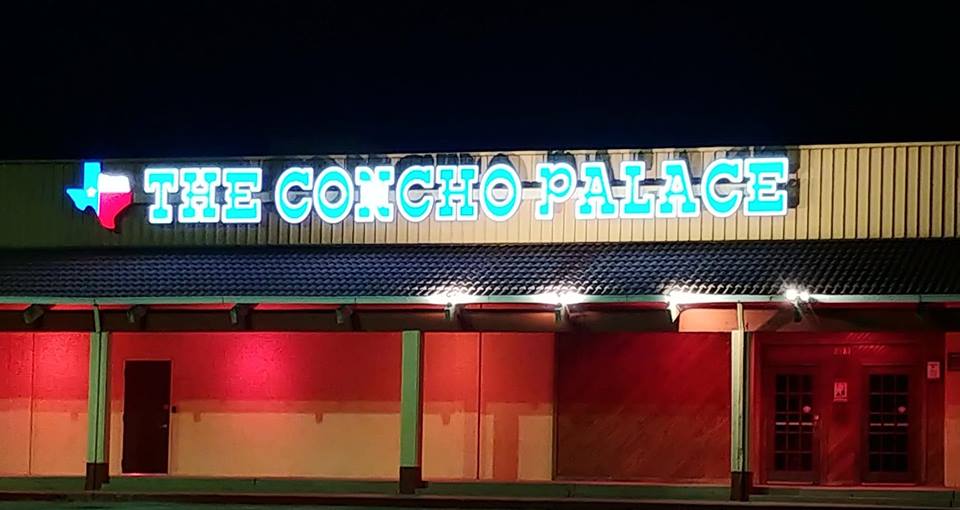 THE CONCHO PALACE